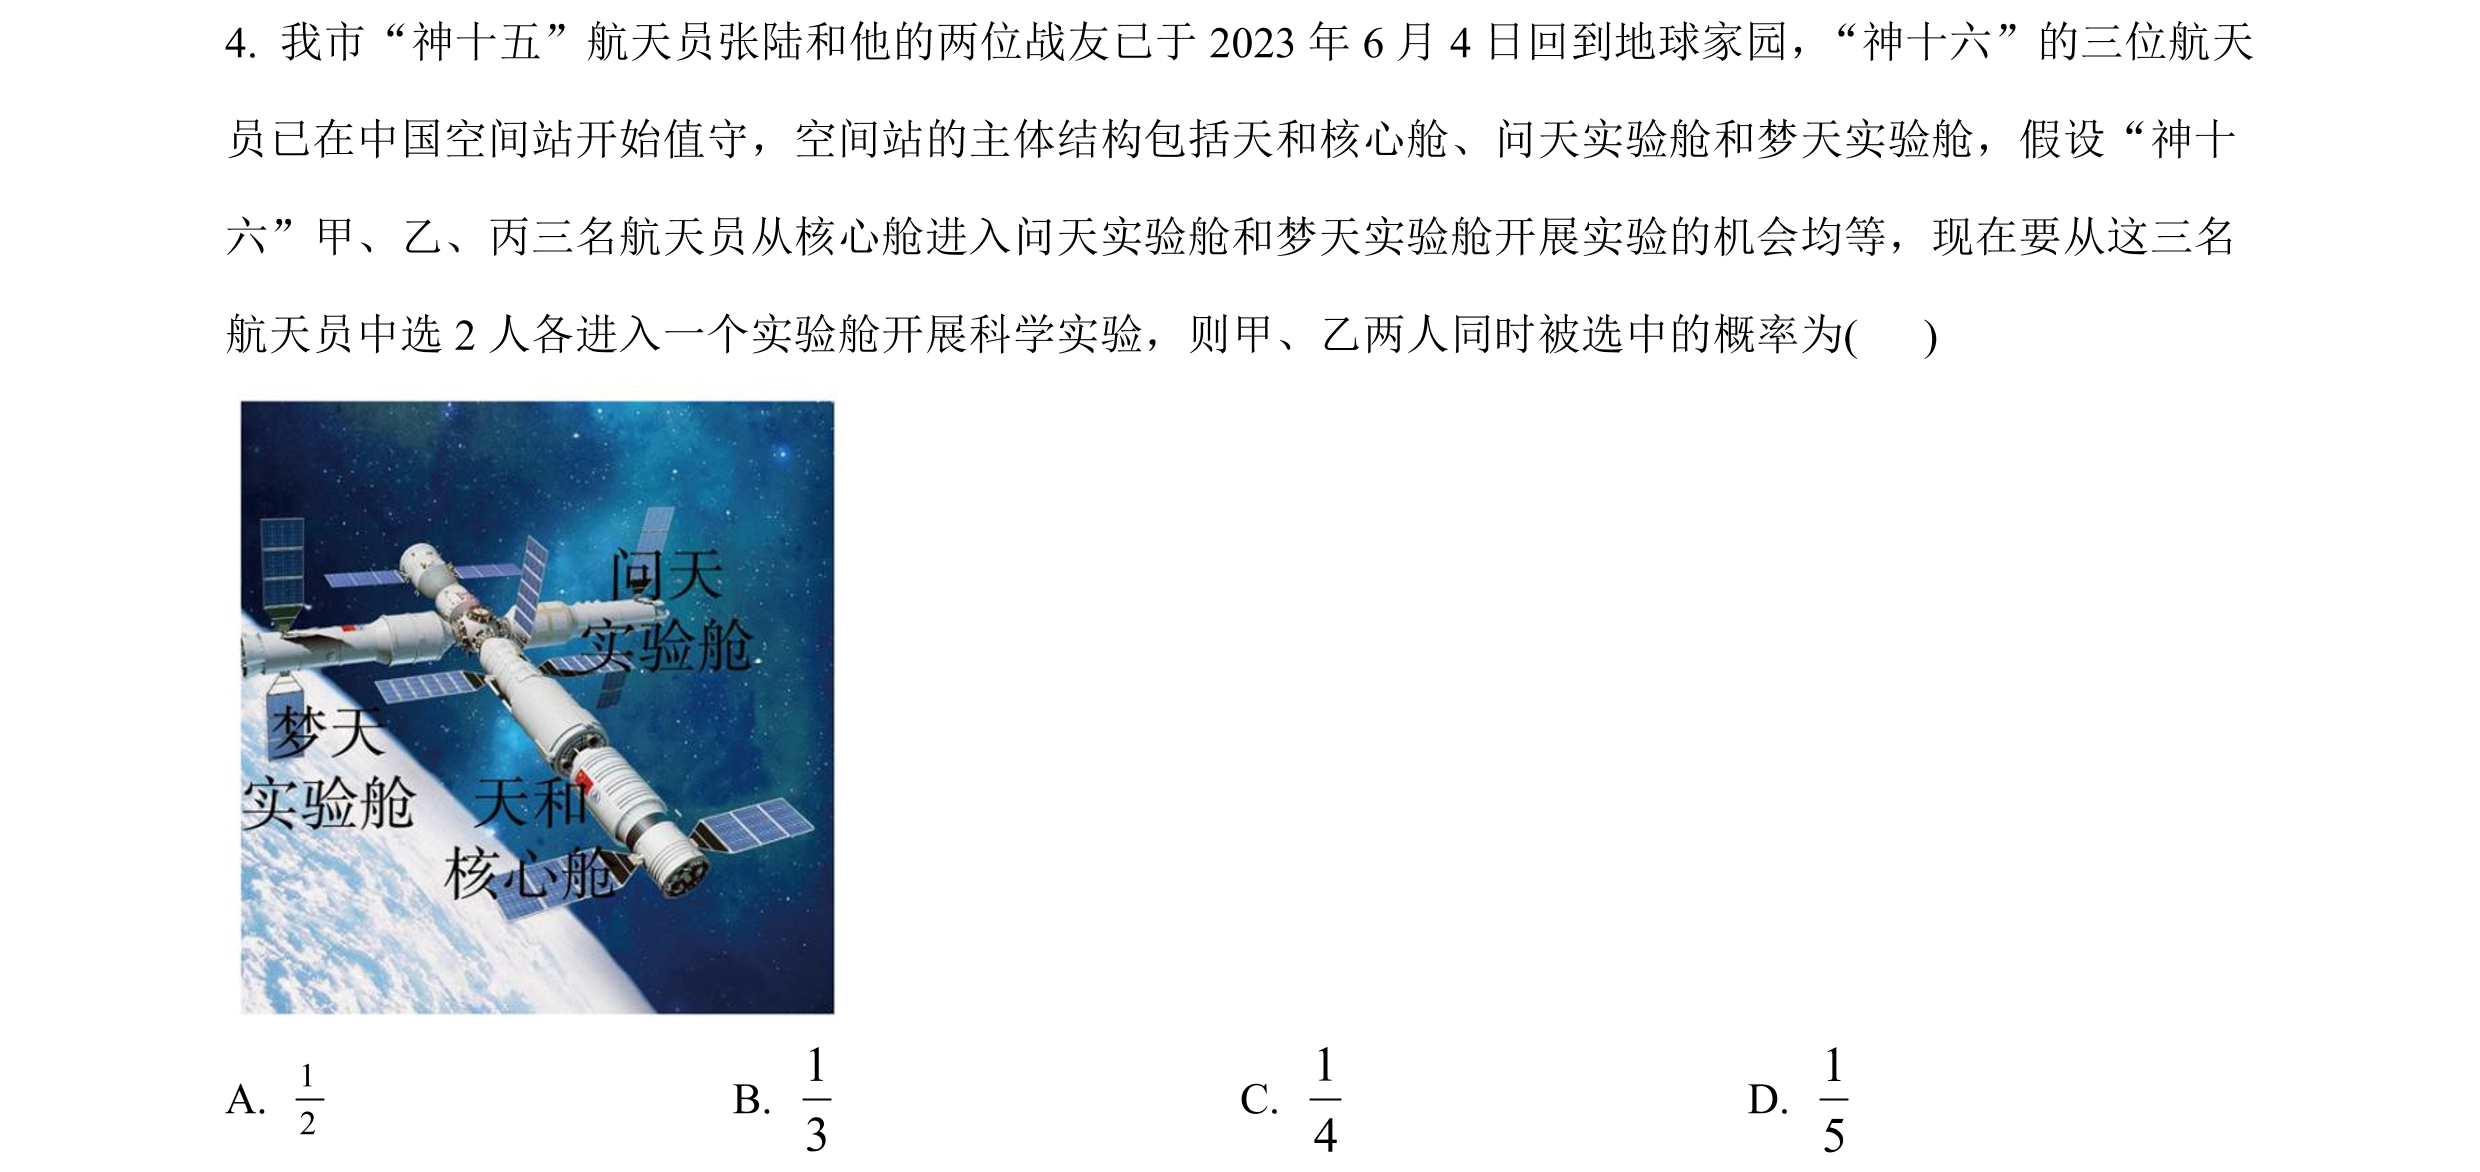 4. 我市“神十五”航天员张陆和他的两位战友已于 2023 年 6 月 4 日回到地球家园，“神十六”的三位航天
员已在中国空间站开始值守，空间站的主体结构包括天和核心舱、问天实验舱和梦天实验舱，假设“神十
六”甲、乙、丙三名航天员从核心舱进入问天实验舱和梦天实验舱开展实验的机会均等，现在要从这三名
航天员中选 2 人各进入一个实验舱开展科学实验，则甲、乙两人同时被选中的概率为(    )
问天
实验舱
梦天
实验舱
天和
核心舱
A. 1/2 B. 1/3 C. 1/4 D. 1/5